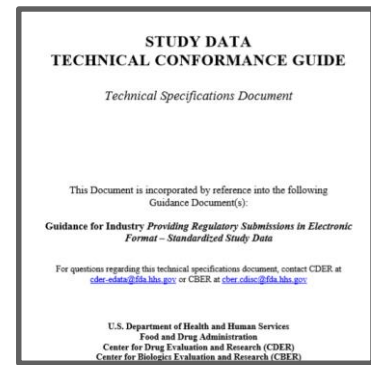 STUDY DATA
TECHNICAL CONFORMANCE GUIDE
Technical Specifications Document
This Document is incorporated by reference into the following
Guidance Document(s):
Guidance for Industry Providing Regulatory Submissions in Electronic
Format – Standardized Study Data
For questions regarding this technical specifications document, contact CDER at
cder-edata@fda.hhs.gov or CBER at cber.cdisc@fda.hhs.gov
U.S. Department of Health and Human Services
Food and Drug Administration
Center for Drug Evaluation and Research (CDER)
Center for Biologics Evaluation and Research (CBER)